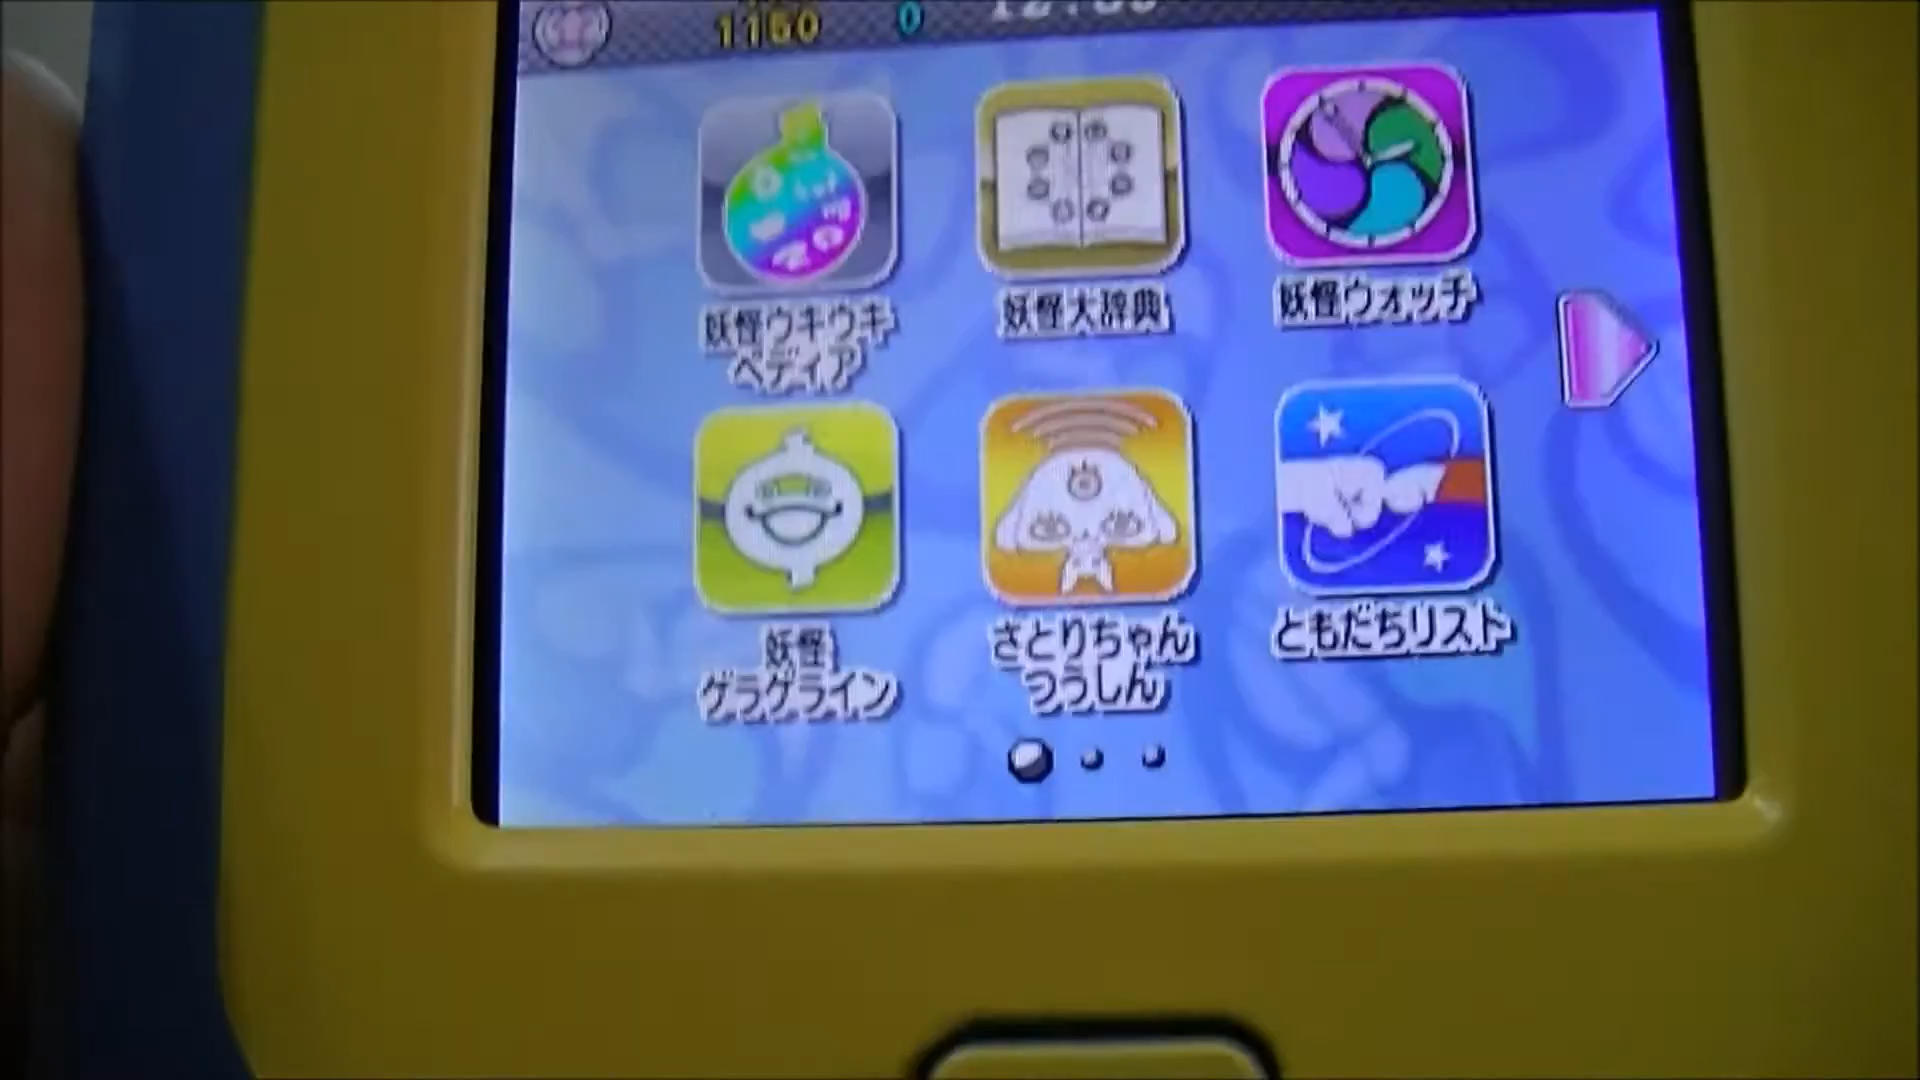 1150 0
妖怪ウキウキ
ペディア
妖怪大辞典
妖怪ウォッチ
妖怪
ゲラゲライン
さとりちゃん
つうしん
ともだちリスト